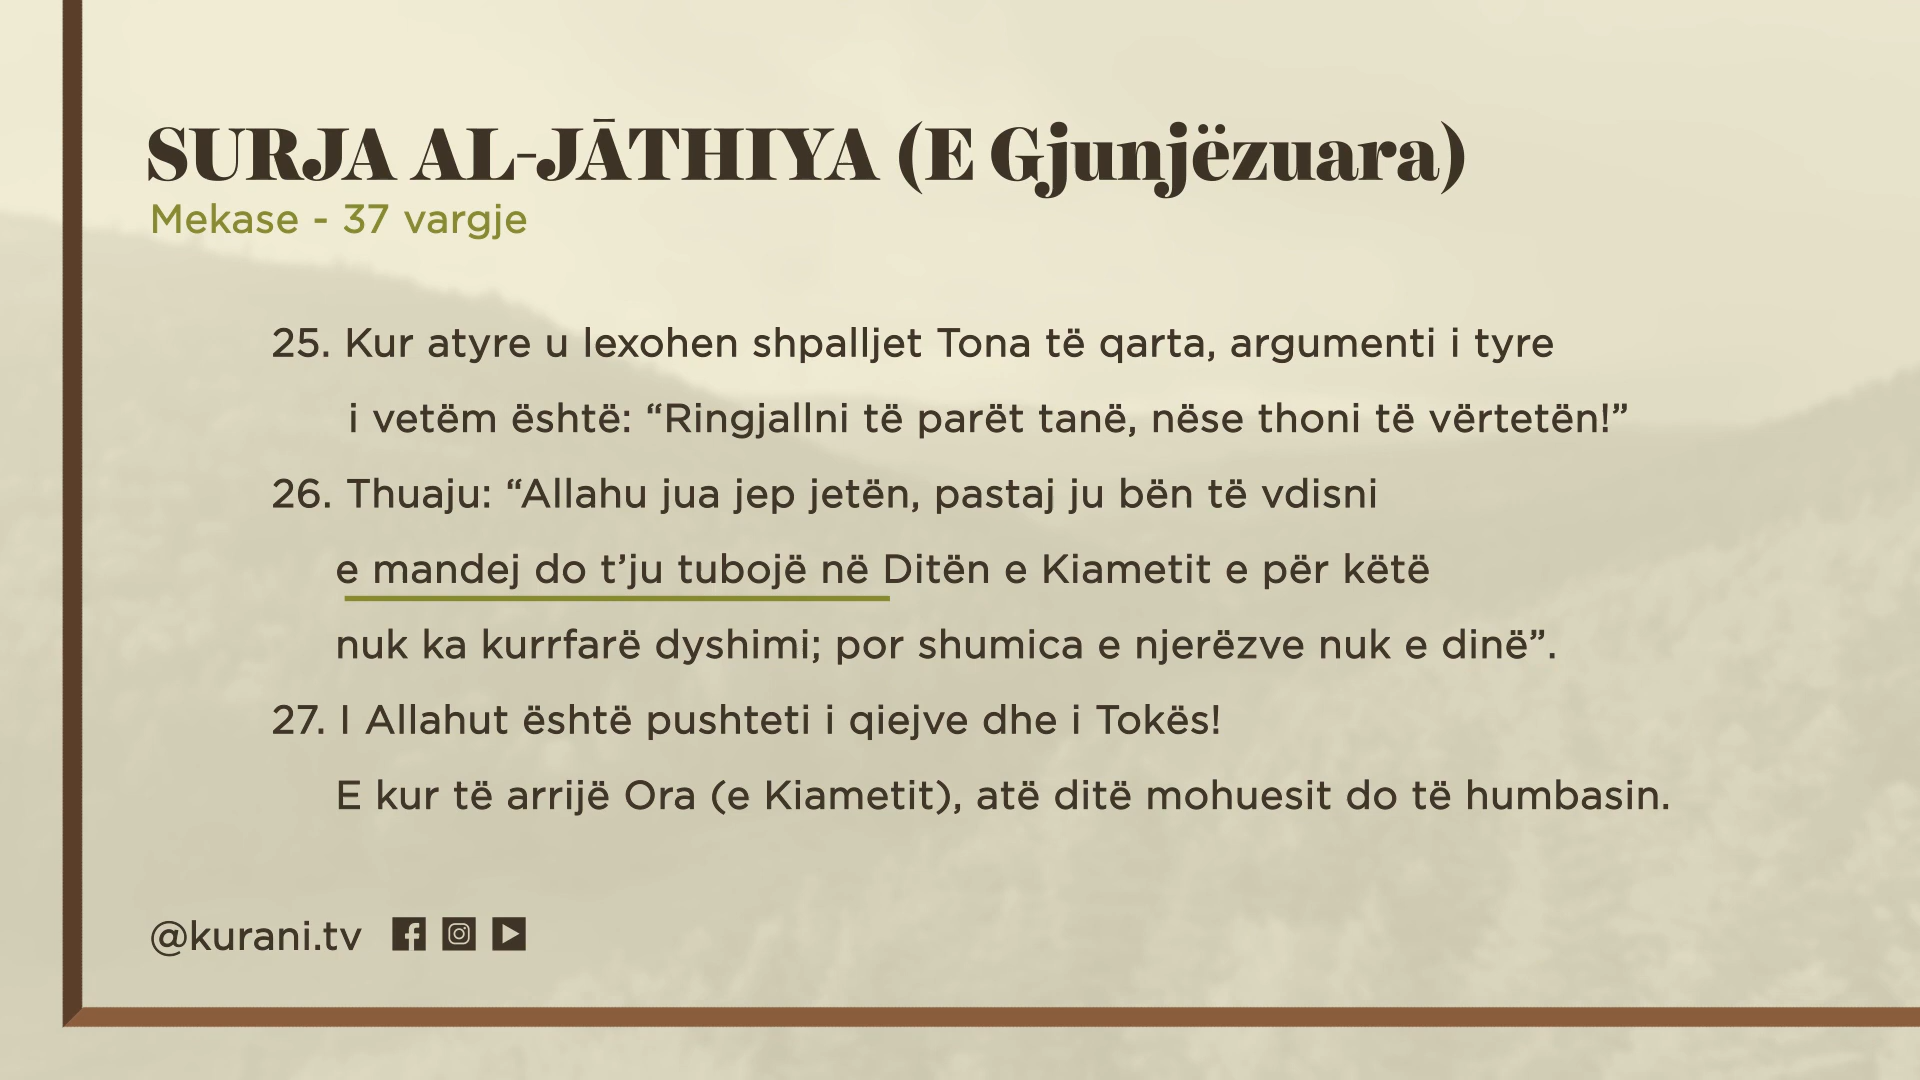 SURJA AL-JĀTHIYA (E Gjunjëzuara)
Mekase - 37 vargje
25. Kur atyre u lexohen shpalljet Tona të qarta, argumenti i tyre
i vetëm është: “Ringjallni të parët tanë, nëse thoni të vërtetën!”
26. Thuaju: “Allahu jua jep jetën, pastaj ju bën të vdisni
e mandej do t’ju tubojë në Ditën e Kiametit e për këtë
nuk ka kurrfarë dyshimi; por shumica e njerëzve nuk e dinë”.
27. I Allahut është pushteti i qiejve dhe i Tokës!
E kur të arrijë Ora (e Kiametit), atë ditë mohuesit do të humbasin.
@kurani.tv